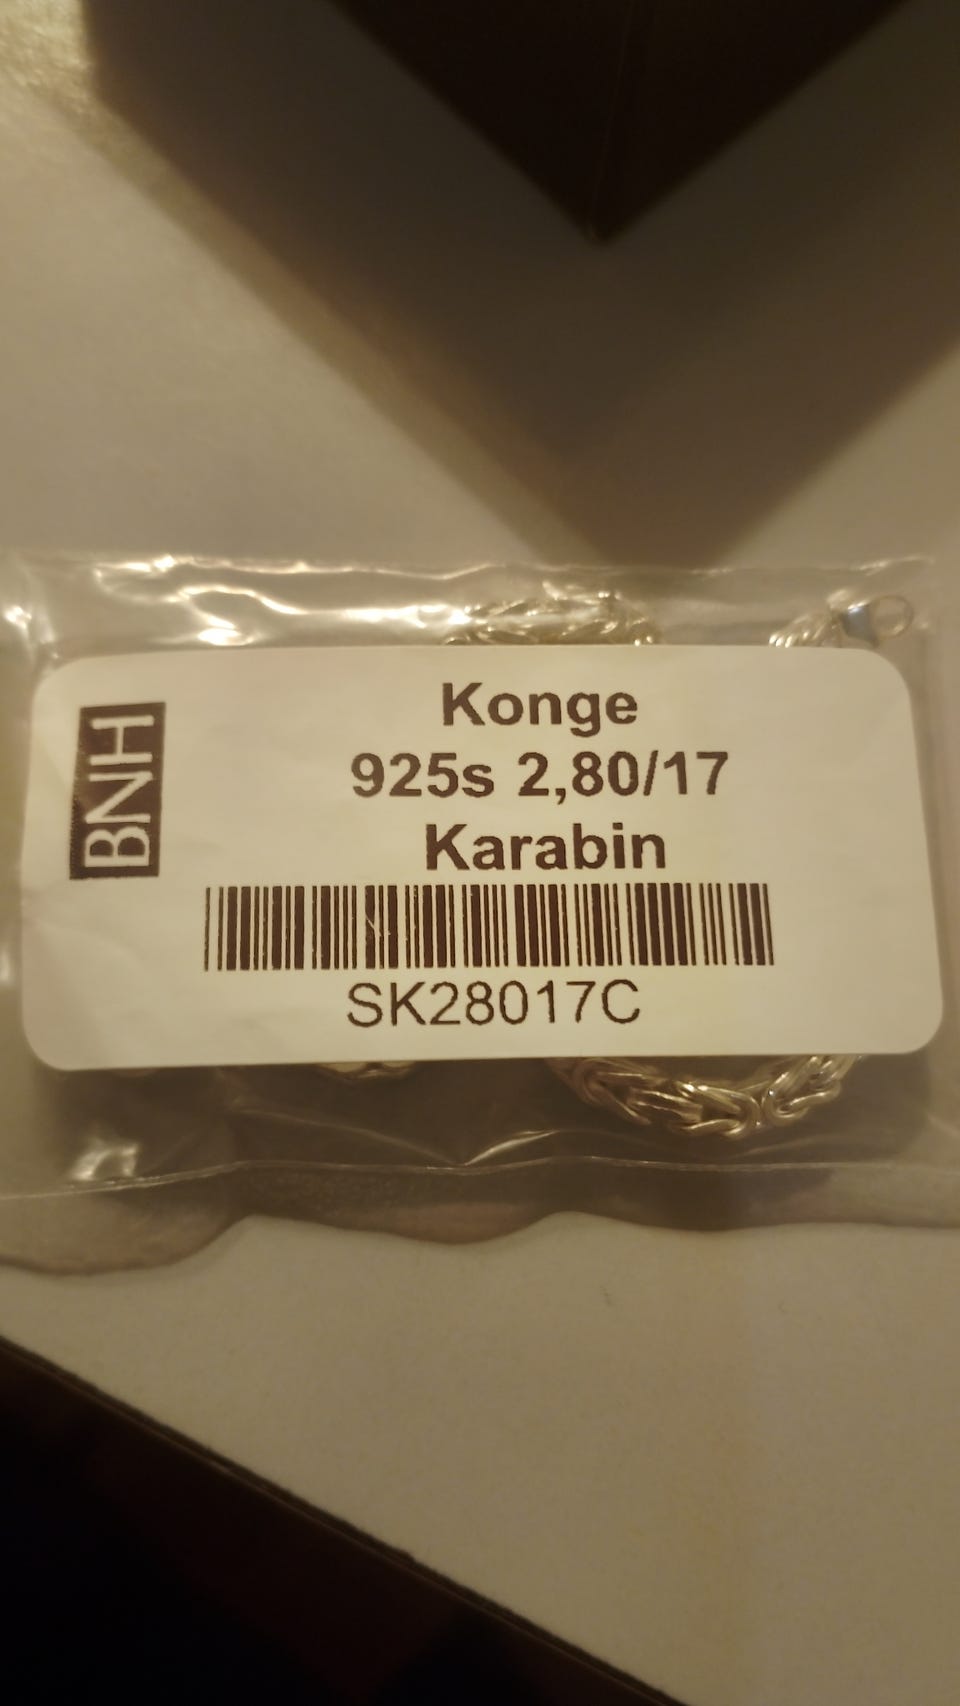 BNH
Konge
925s 2,80/17
Karabin
SK28017C